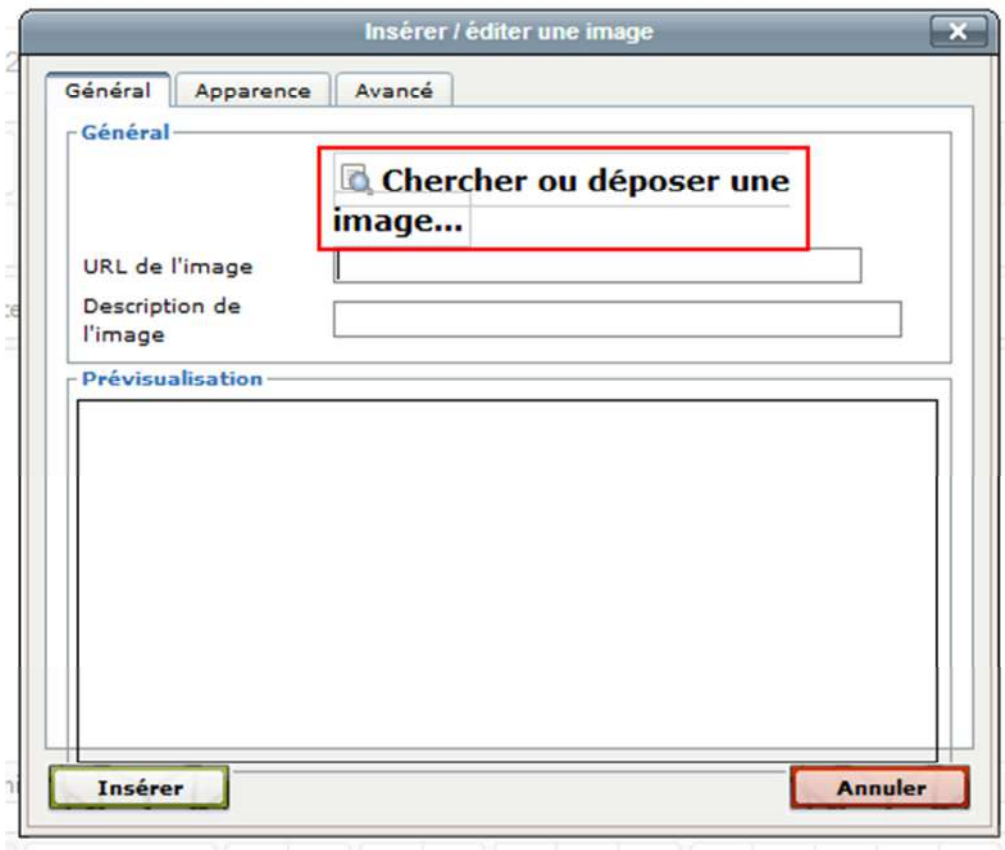 Insérer / éditer une image
Général Apparence Avancé
Général
Chercher ou déposer une
image...
URL de l'image
Description de
l'image
Prévisualisation
Insérer Annuler